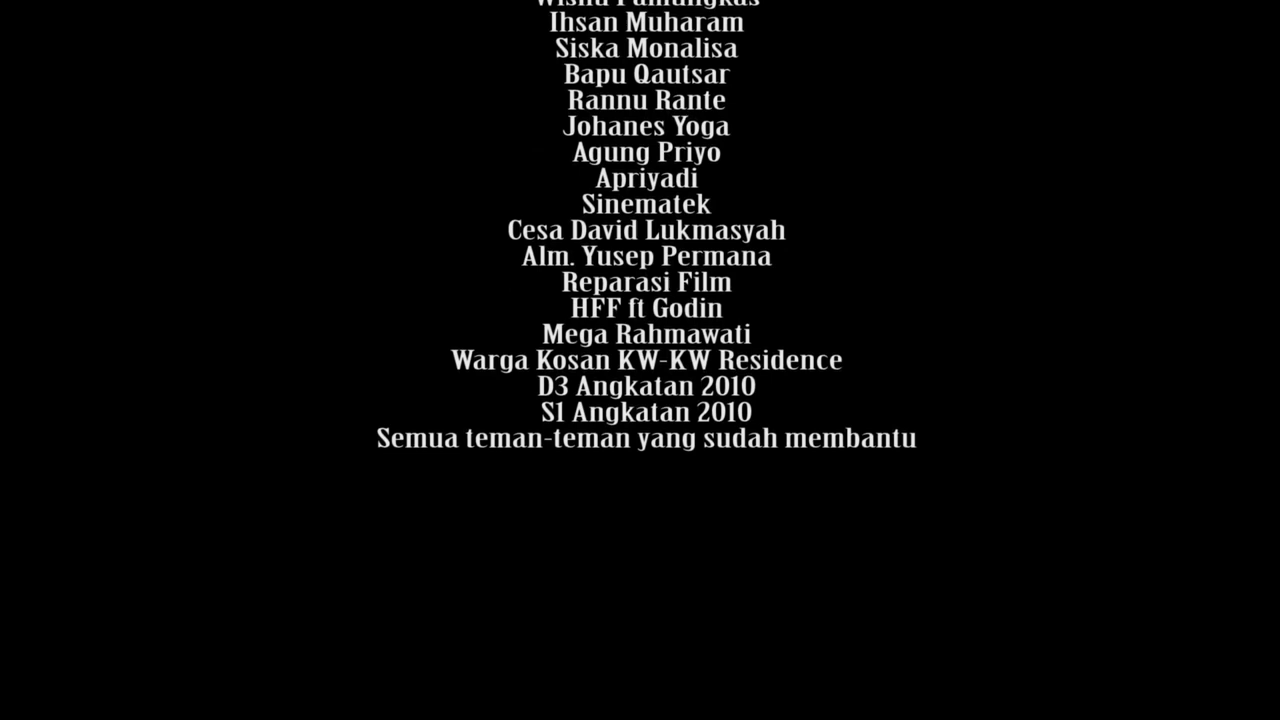 Ihsan Muharam
Siska Monalisa
Bapu Qautsar
Rannu Rante
Johanes Yoga
Agung Priyo
Apriyadi
Sinematek
Cesa David Lukmasyah
Alm. Yusep Permana
Reparasi Film
HFF ft Godin
Mega Rahmawati
Warga Kosan KW-KW Residence
D3 Angkatan 2010
S1 Angkatan 2010
Semua teman-teman yang sudah membantu